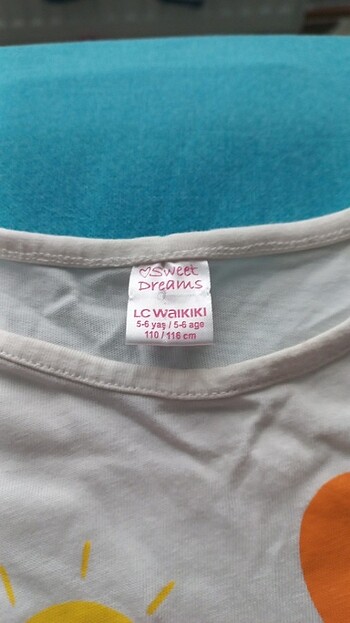 Sweet
Dreams
LC WAIKIKI
5-6 yaş / 5-6 age
110 / 116 cm